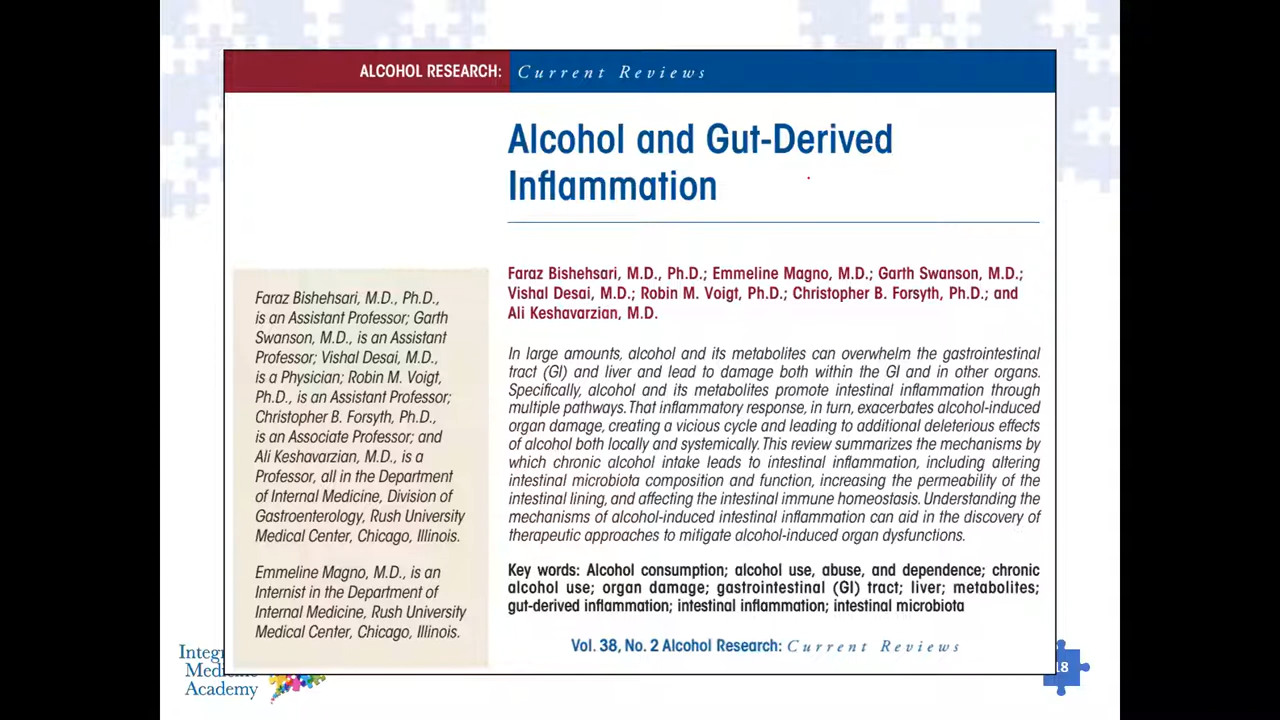 ALCOHOL RESEARCH: Current Reviews
Alcohol and Gut-Derived
Inflammation
Faraz Bishehsari, M.D., Ph.D.; Emmeline Magno, M.D.; Garth Swanson, M.D.;
Vishal Desai, M.D.; Robin M. Voigt, Ph.D.; Christopher B. Forsyth, Ph.D.; and
Ali Keshavarzian, M.D.
Faraz Bishehsari, M.D., Ph.D.,
is an Assistant Professor; Garth
Swanson, M.D., is an Assistant
Professor; Vishal Desai, M.D.,
is a Physician; Robin M. Voigt,
Ph.D., is an Assistant Professor;
Christopher B. Forsyth, Ph.D.,
is an Associate Professor; and
Ali Keshavarzian, M.D., is a
Professor, all in the Department
of Internal Medicine, Division of
Gastroenterology, Rush University
Medical Center, Chicago, Illinois.
Emmeline Magno, M.D., is an
Internist in the Department of
Internal Medicine, Rush University
Medical Center, Chicago, Illinois.
In large amounts, alcohol and its metabolites can overwhelm the gastrointestinal
tract (GI) and liver and lead to damage both within the GI and in other organs.
Specifically, alcohol and its metabolites promote intestinal inflammation through
multiple pathways. That inflammatory response, in turn, exacerbates alcohol-induced
organ damage, creating a vicious cycle and leading to additional deleterious effects
of alcohol both locally and systemically. This review summarizes the mechanisms by
which chronic alcohol intake leads to intestinal inflammation, including altering
intestinal microbiota composition and function, increasing the permeability of the
intestinal lining, and affecting the intestinal immune homeostasis. Understanding the
mechanisms of alcohol-induced intestinal inflammation can aid in the discovery of
therapeutic approaches to mitigate alcohol-induced organ dysfunctions.
Key words: Alcohol consumption; alcohol use, abuse, and dependence; chronic
alcohol use; organ damage; gastrointestinal (GI) tract; liver; metabolites;
gut-derived inflammation; intestinal inflammation; intestinal microbiota
Vol. 38, No. 2 Alcohol Research: Current Reviews
Academy
18